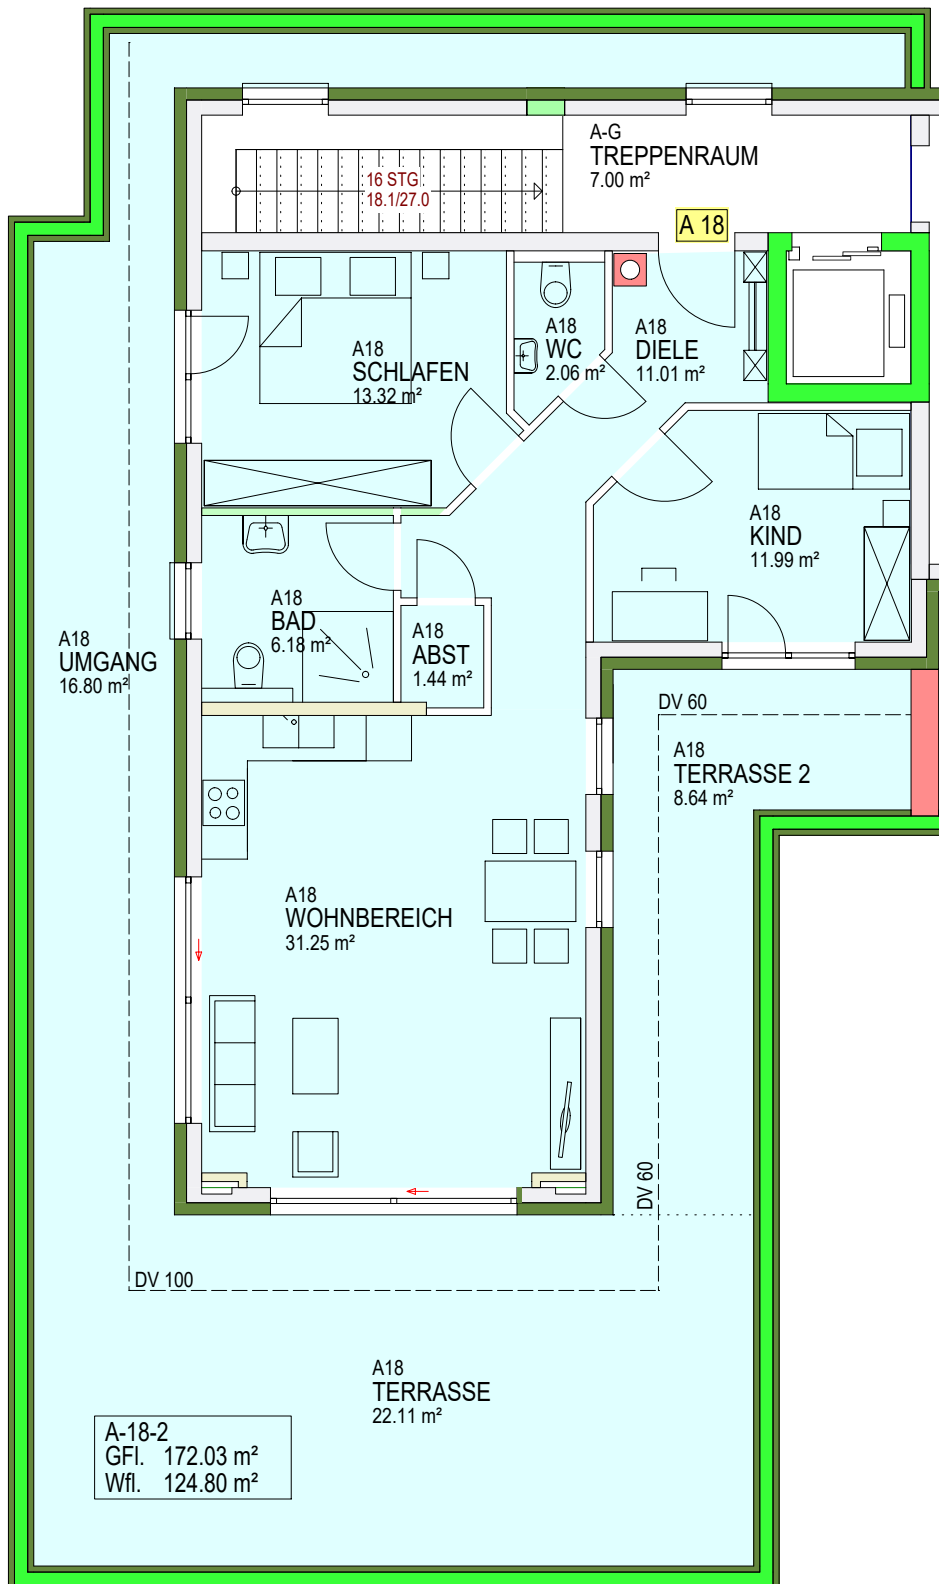 A-G
TREPPENRAUM
7.00 m²
16 STG
18.1/27.0
A 18
A18
SCHLAFEN
13.32 m²
A18
WC
2.06 m²
A18
DIELE
11.01 m²
A18
KIND
11.99 m²
A18
BAD
6.18 m²
A18
ABST
1.44 m²
A18
UMGANG
16.80 m²
DV 60
A18
TERRASSE 2
8.64 m²
A18
WOHNBEREICH
31.25 m²
DV 60
DV 100
A18
TERRASSE
22.11 m²
A-18-2
GFl. 172.03 m²
Wfl. 124.80 m²